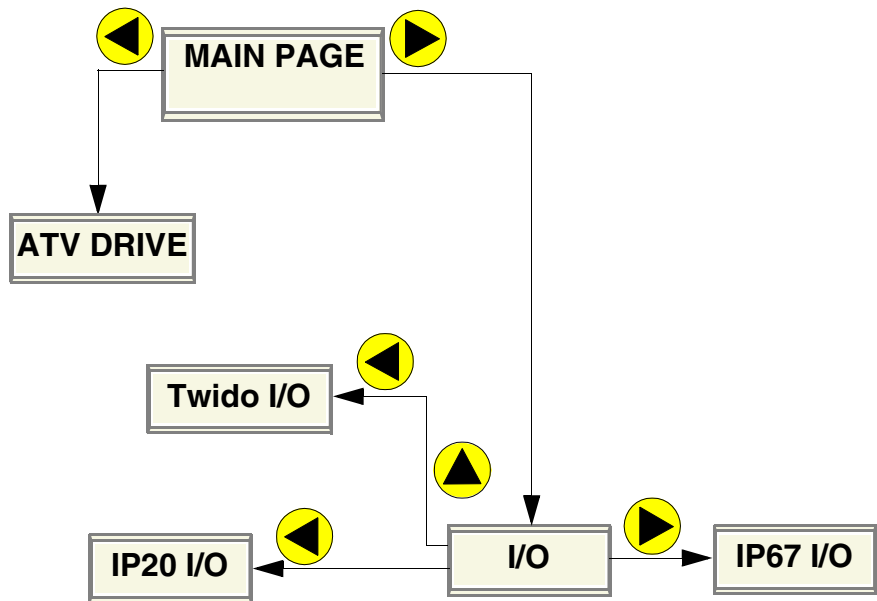 MAIN PAGE
ATV DRIVE
Twido I/O
IP20 I/O
I/O
IP67 I/O